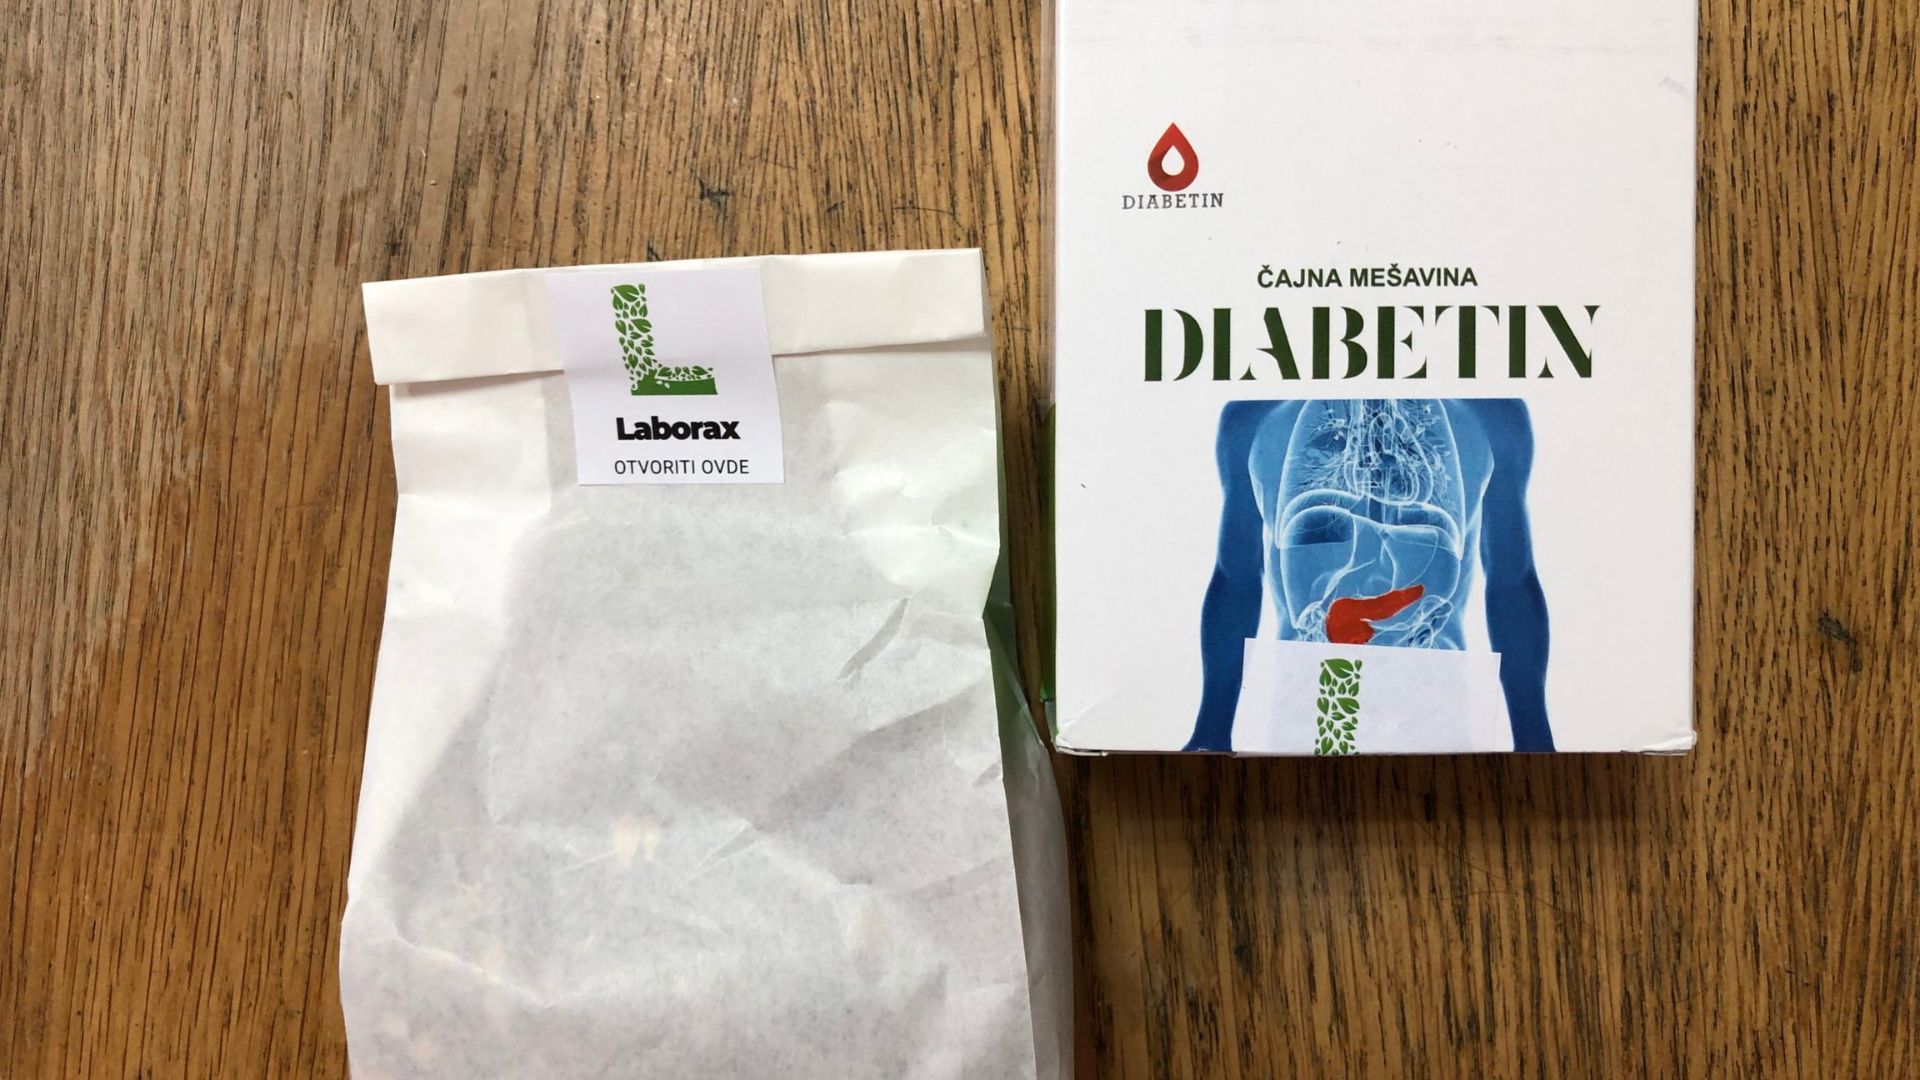 Laborax
OTVORITI OVDE
DIABETIN
ČAJNA MEŠAVINA
DIABETIN